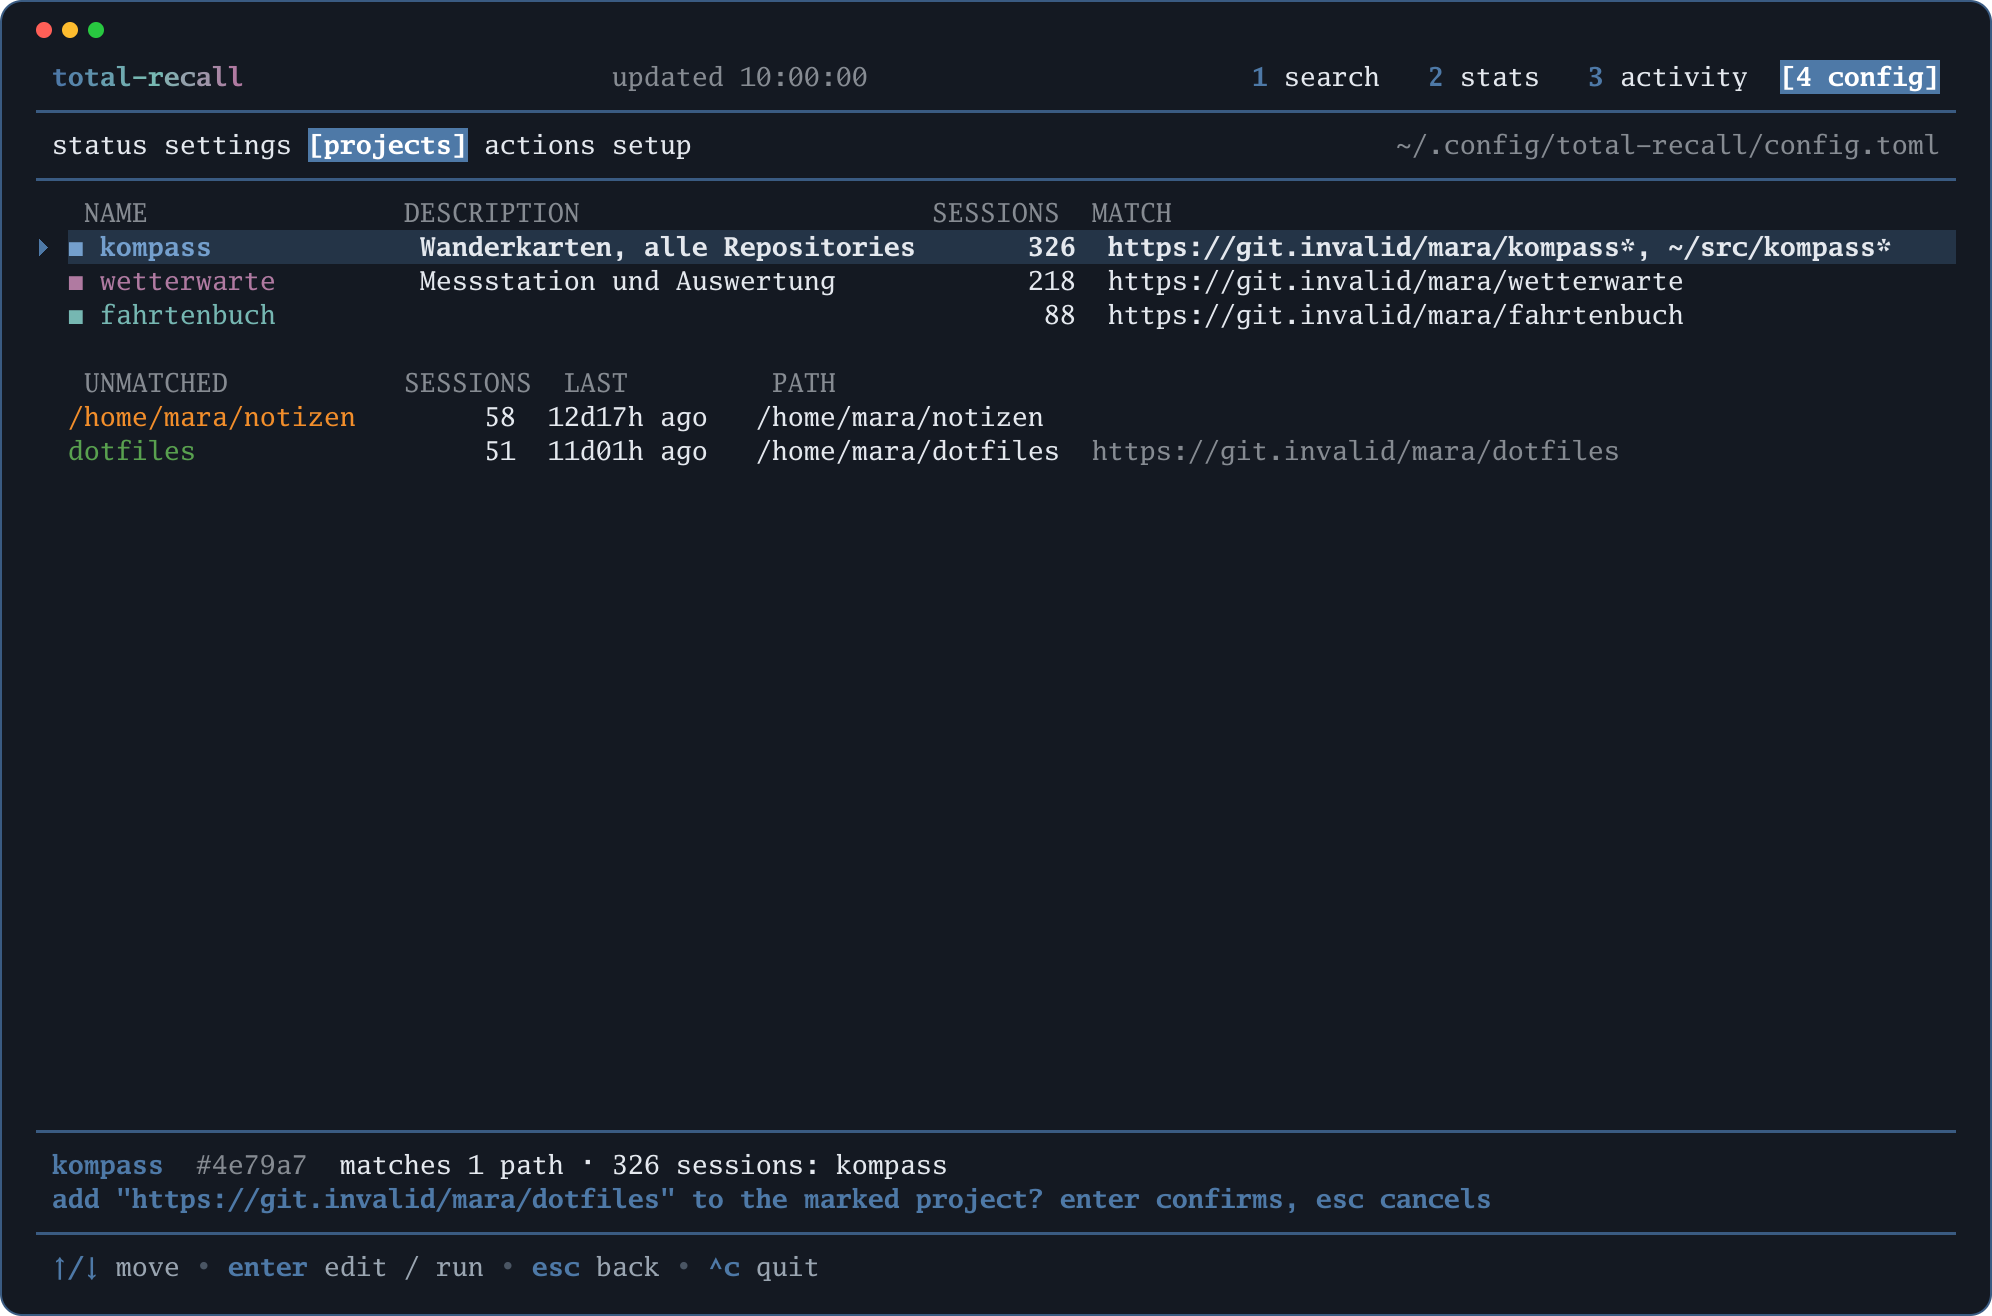 total-recall updated 10:00:00 1 search 2 stats 3 activity [4 config]
status settings [projects] actions setup ~/.config/total-recall/config.toml
NAME DESCRIPTION SESSIONS MATCH
▸ ■ kompass Wanderkarten, alle Repositories 326 https://git.invalid/mara/kompass*, ~/src/kompass*
■ wetterwarte Messstation und Auswertung 218 https://git.invalid/mara/wetterwarte
■ fahrtenbuch 88 https://git.invalid/mara/fahrtenbuch
UNMATCHED SESSIONS LAST PATH
/home/mara/notizen 58 12d17h ago /home/mara/notizen
dotfiles 51 11d01h ago /home/mara/dotfiles https://git.invalid/mara/dotfiles
kompass #4e79a7 matches 1 path · 326 sessions: kompass
add "https://git.invalid/mara/dotfiles" to the marked project? enter confirms, esc cancels
↑/↓ move • enter edit / run • esc back • ^c quit